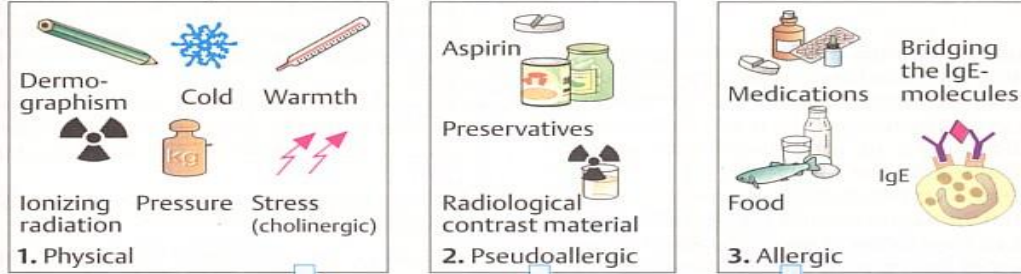 Dermo-
graphism
Cold
Warmth
kg
Ionizing
radiation
Pressure
Stress
(cholinergic)
1. Physical
Aspirin
Preservatives
Radiological
contrast material
2. Pseudoallergic
Medications
Bridging
the IgE-
molecules
Food
IgE
3. Allergic